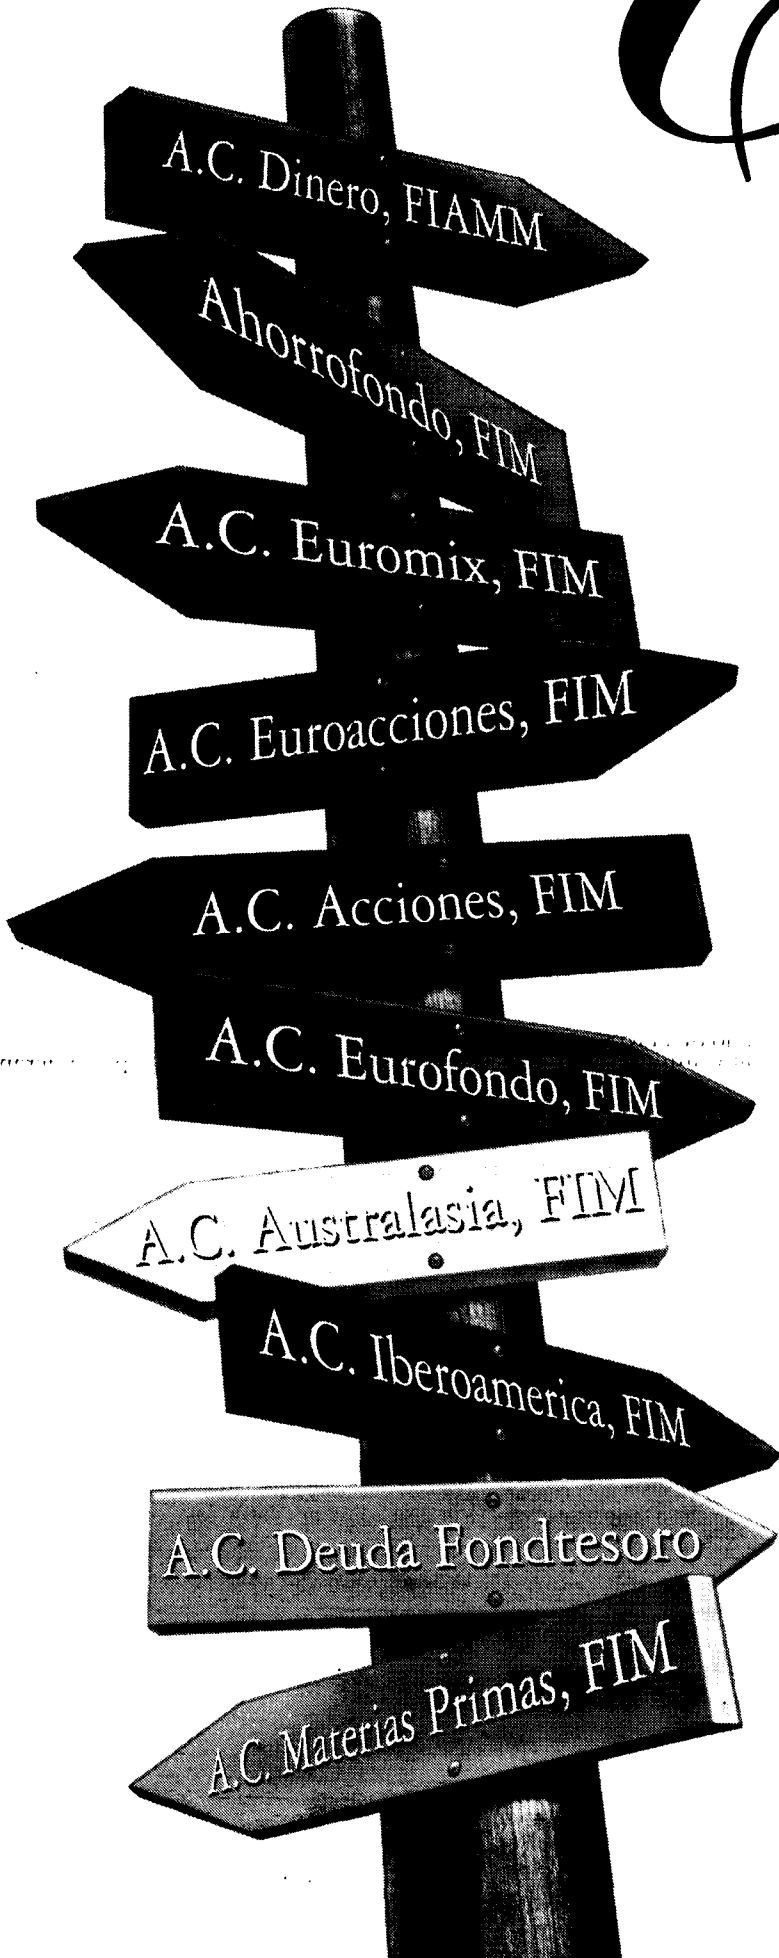 A.C. Dinero, FIAMM
Ahorrofondo, FIM
A.C. Euromix, FIM
A.C. Euroacciones, FIM
A.C. Acciones, FIM
A.C. Eurofondo, FIM
A.C. Australasia, FIM
A.C. Iberoamerica, FIM
A.C. Deuda Fondtesoro
A.C. Materias Primas, FIM